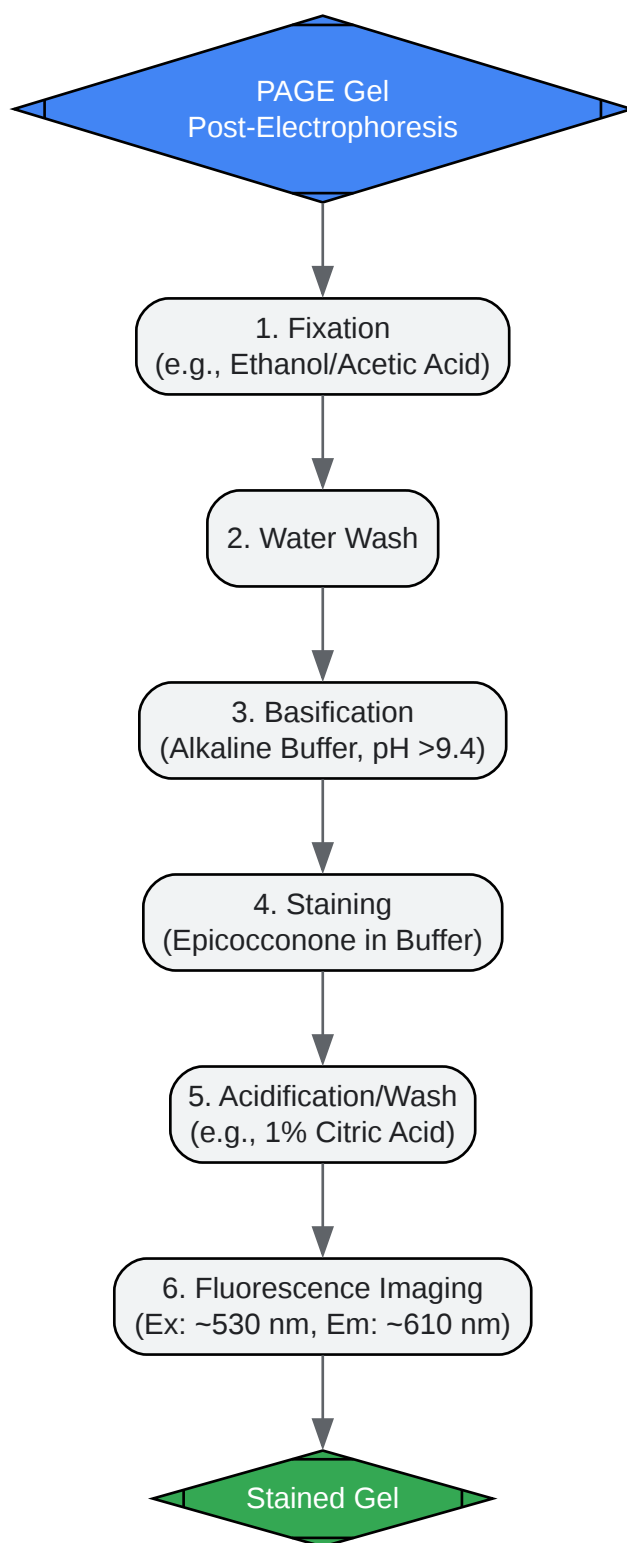 PAGE Gel
Post-Electrophoresis
1. Fixation
(e.g., Ethanol/Acetic Acid)
2. Water Wash
3. Basification
(Alkaline Buffer, pH >9.4)
4. Staining
(Epicocconone in Buffer)
5. Acidification/Wash
(e.g., 1% Citric Acid)
6. Fluorescence Imaging
(Ex: ~530 nm, Em: ~610 nm)
Stained Gel